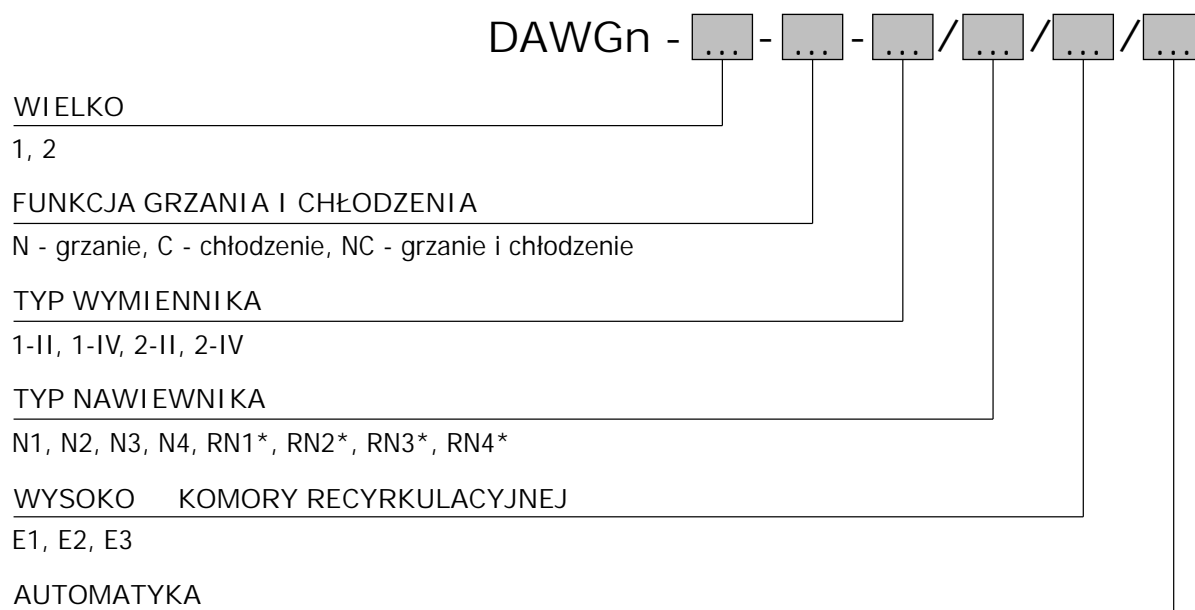 DAWGn - ... - ... - ... / ... / ... / ...
WIELKO
1, 2
FUNKCJA GRZANIA I CHŁODZENIA
N - grzanie, C - chłodzenie, NC - grzanie i chłodzenie
TYP WYMIENNIKA
1-II, 1-IV, 2-II, 2-IV
TYP NAWIEWNIKA
N1, N2, N3, N4, RN1*, RN2*, RN3*, RN4*
WYSOKO KOMORY RECYRKULACYJNEJ
E1, E2, E3
AUTOMATYKA